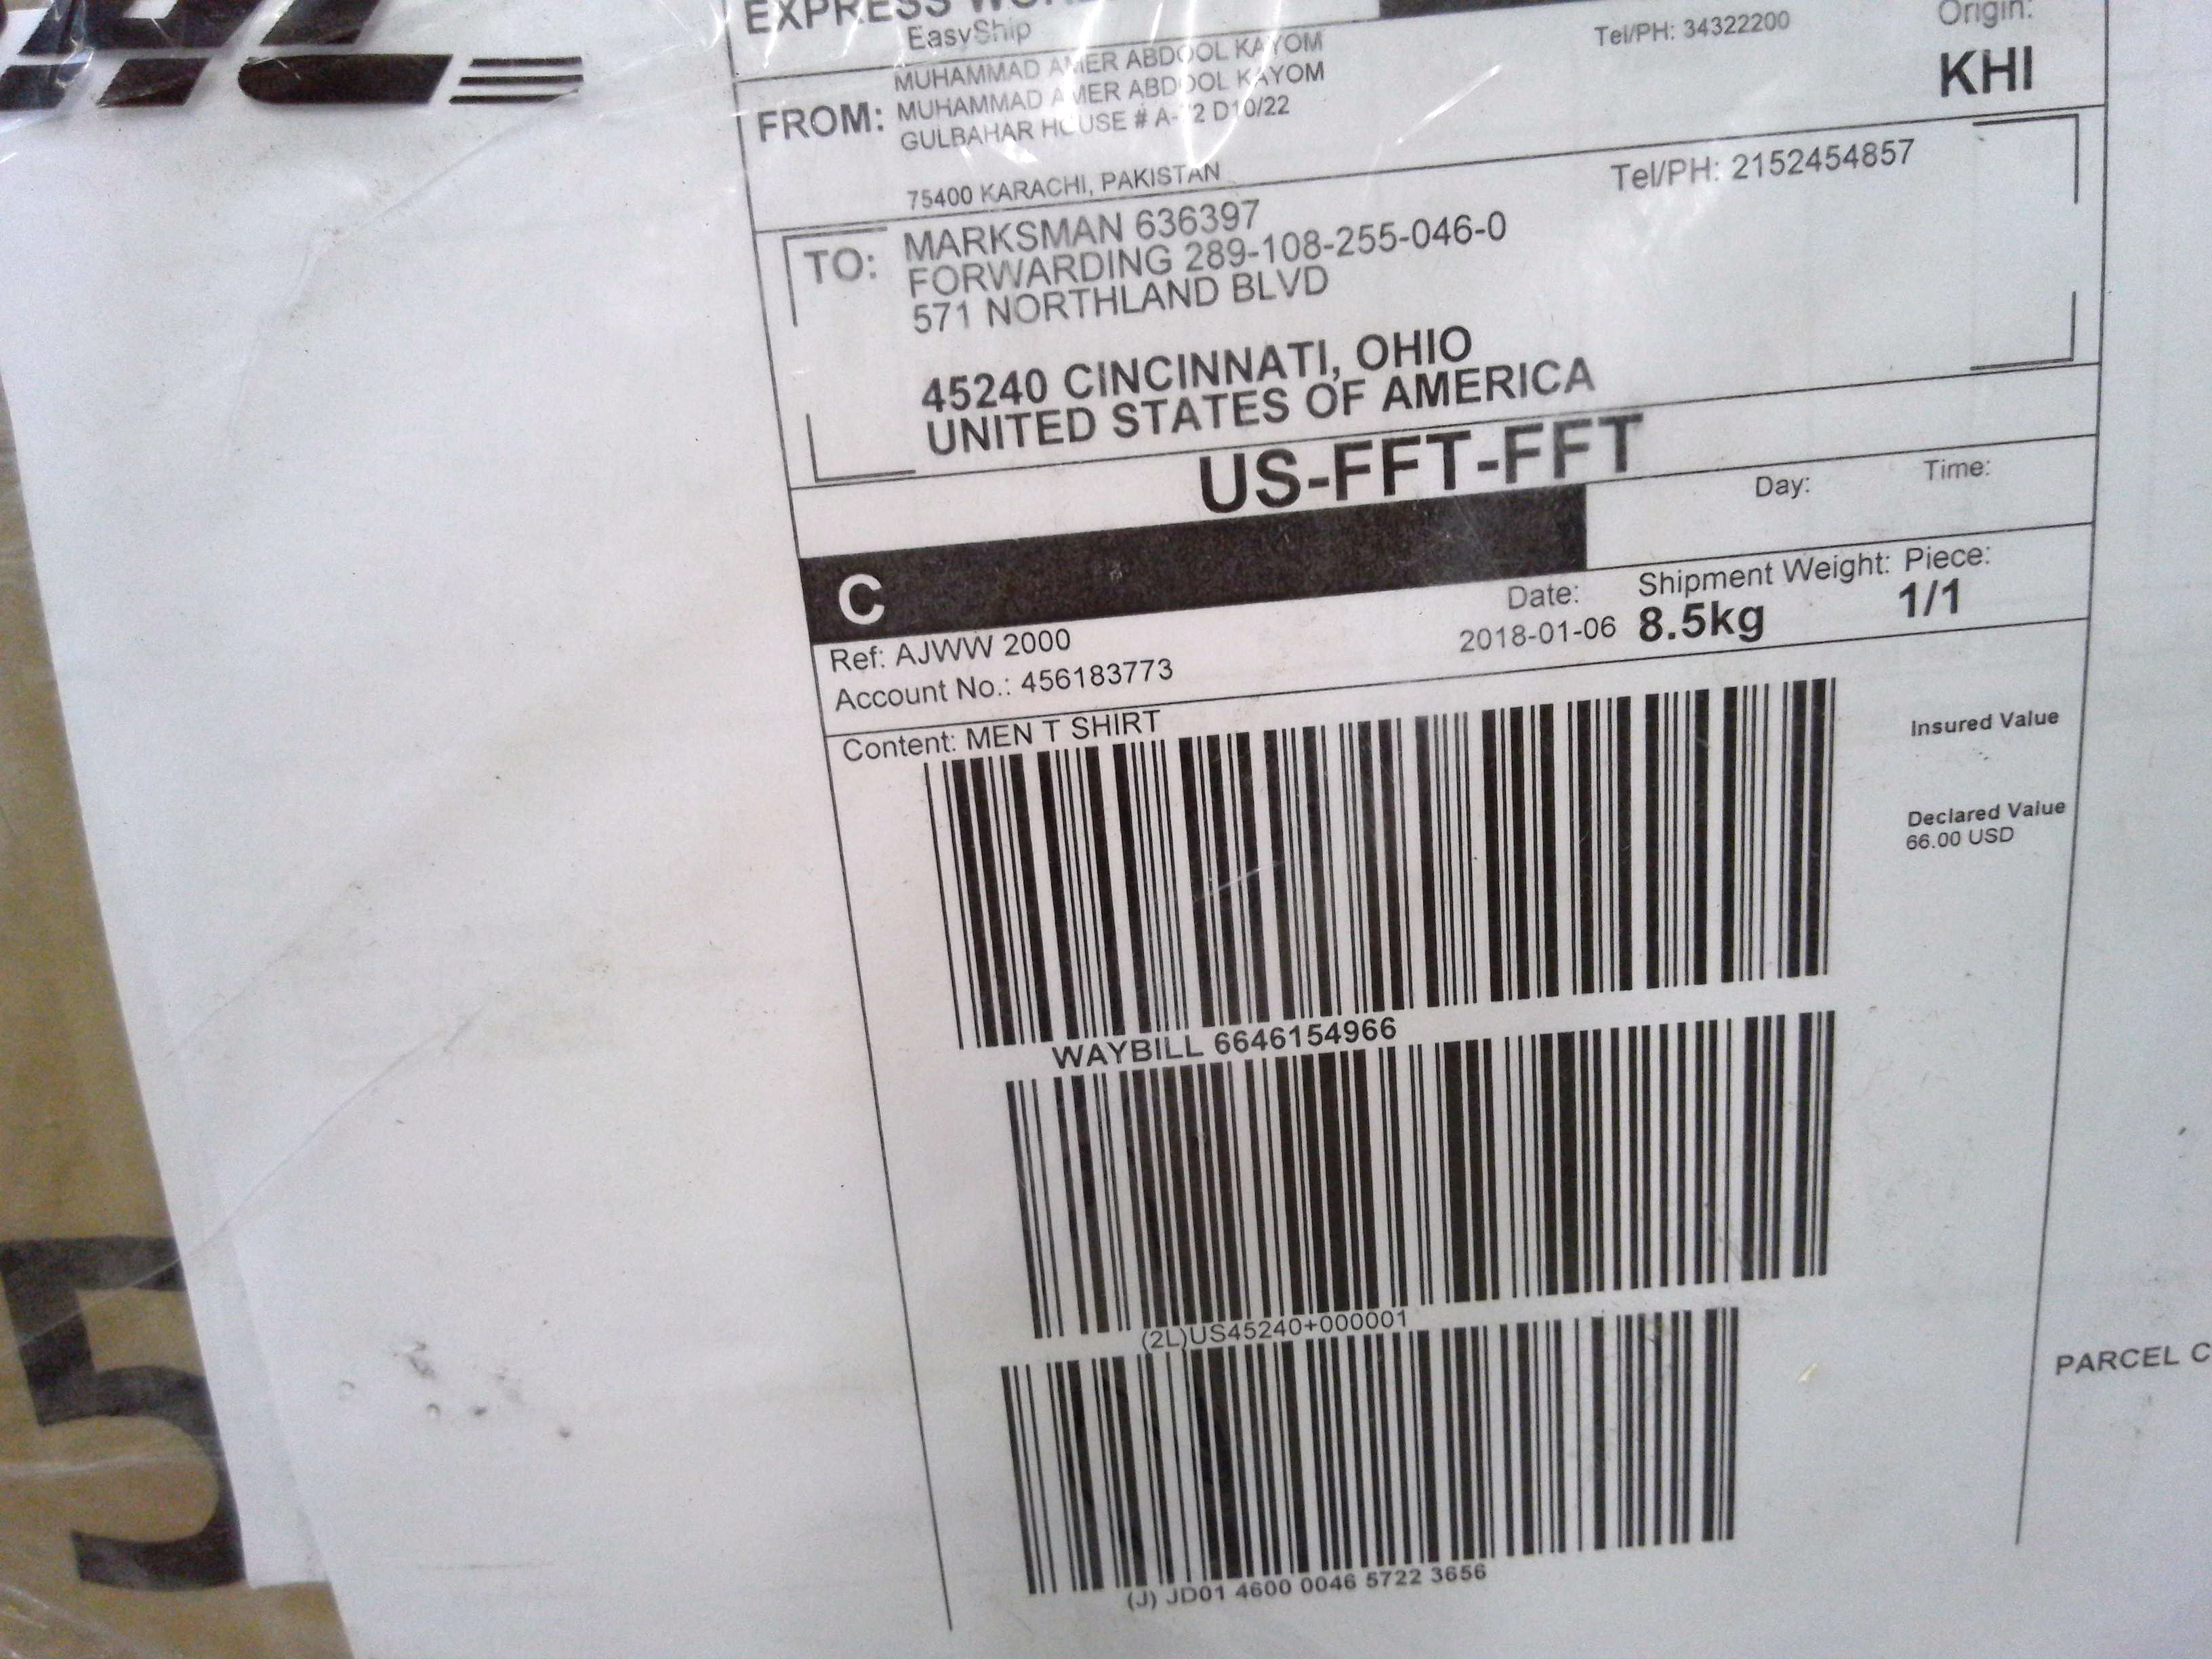 EXPRESS
EasyShip
Tel/PH: 34322200
Origin:
KHI
FROM:
MUHAMMAD AMER ABDOOL KAYOM
MUHAMMAD AMER ABDOOL KAYOM
GULBAHAR HOUSE # D10/22
75400 KARACHI, PAKISTAN
Tel/PH: 2152454857
TO:
MARKSMAN 636397
FORWARDING 289-108-255-046-0
571 NORTHLAND BLVD
45240 CINCINNATI, OHIO
UNITED STATES OF AMERICA
US-FFT-FFT
Day:
Time:
C
Ref: AJWW 2000
Account No.: 456183773
Date:
2018-01-06
Shipment Weight:
8.5kg
Piece:
1/1
Content: MEN T SHIRT
Insured Value
Declared Value
66.00 USD
WAYBILL 6646154966
(2L)US45240+000001
(J) JD01 4600 0046 5722 3656
PARCEL C
5